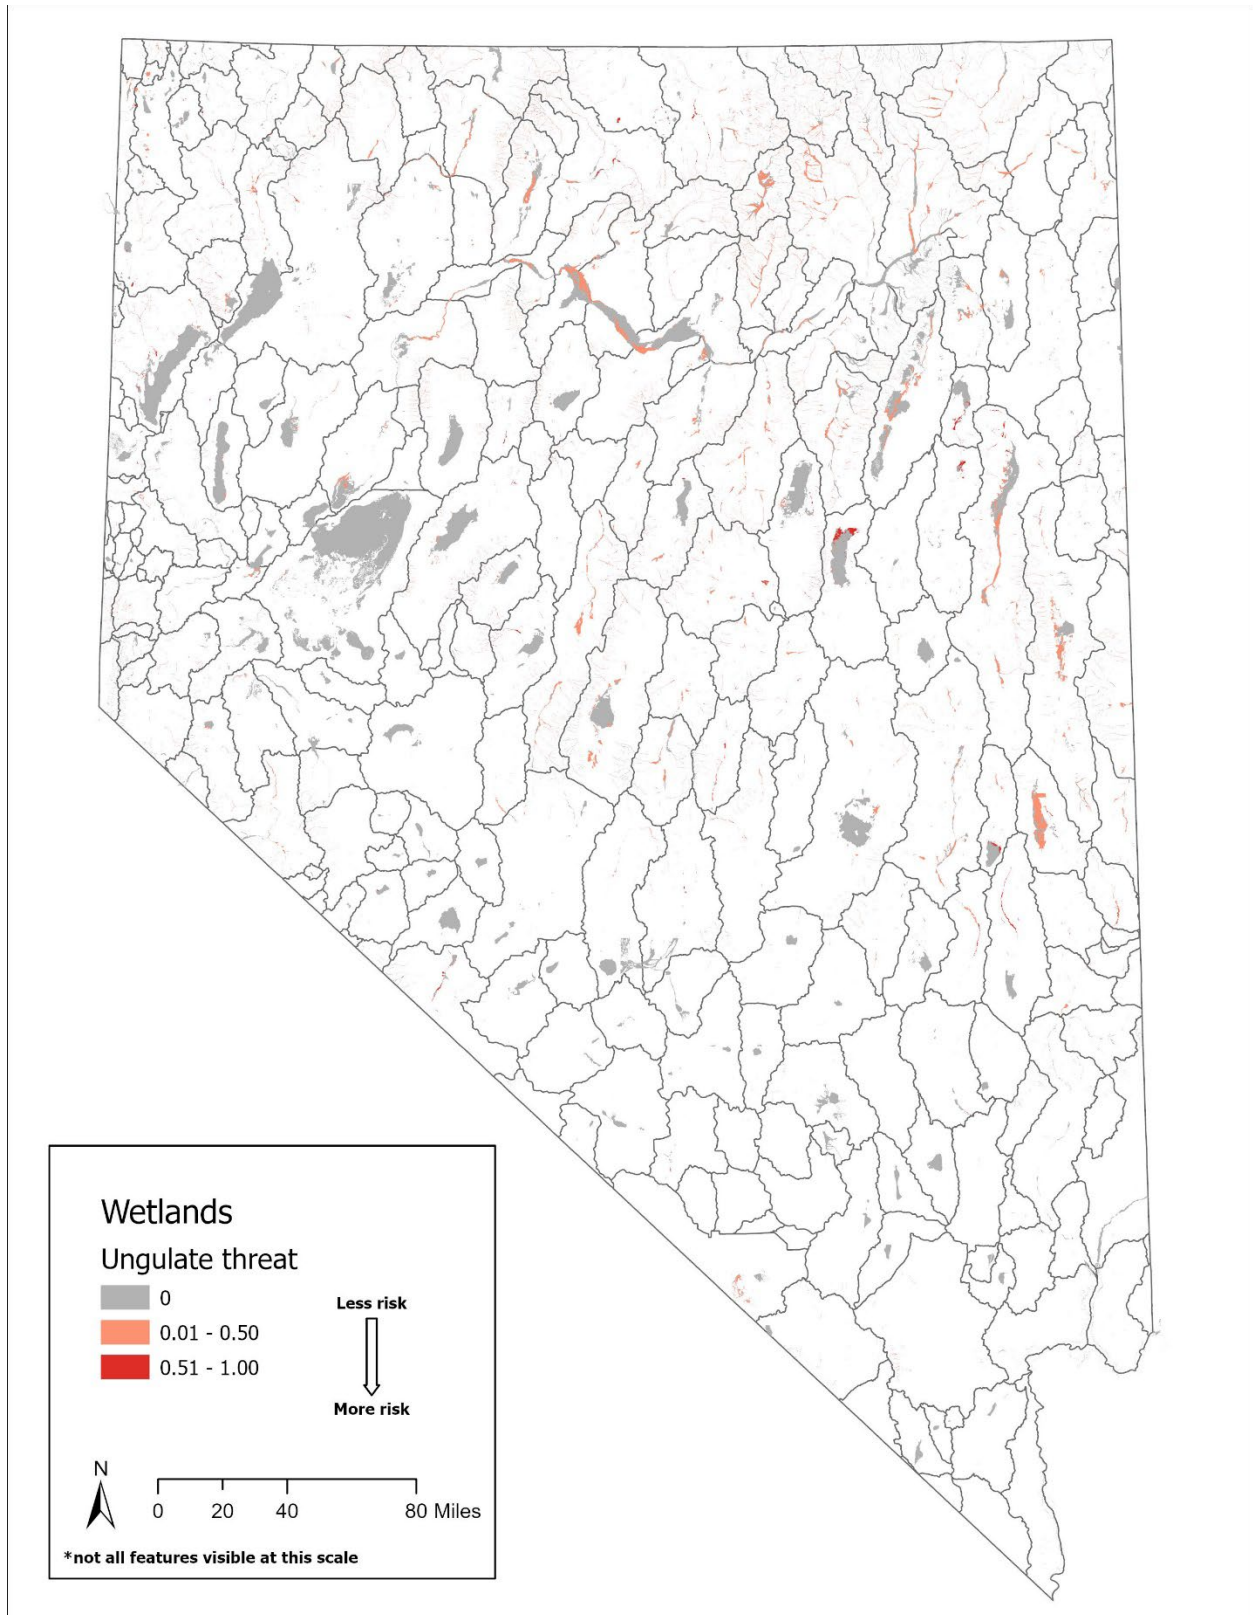 Wetlands
Ungulate threat
0
0.01 - 0.50
0.51 - 1.00
Less risk
More risk
N
0 20 40 80 Miles
*not all features visible at this scale